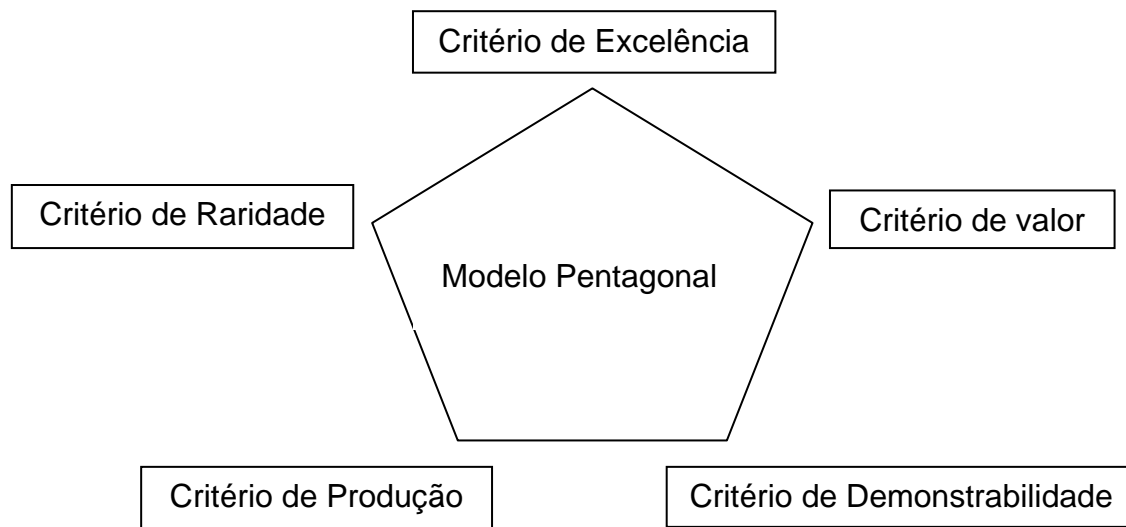 Critério de Excelência
Critério de Raridade
Critério de valor
Modelo Pentagonal
Critério de Produção
Critério de Demonstrabilidade